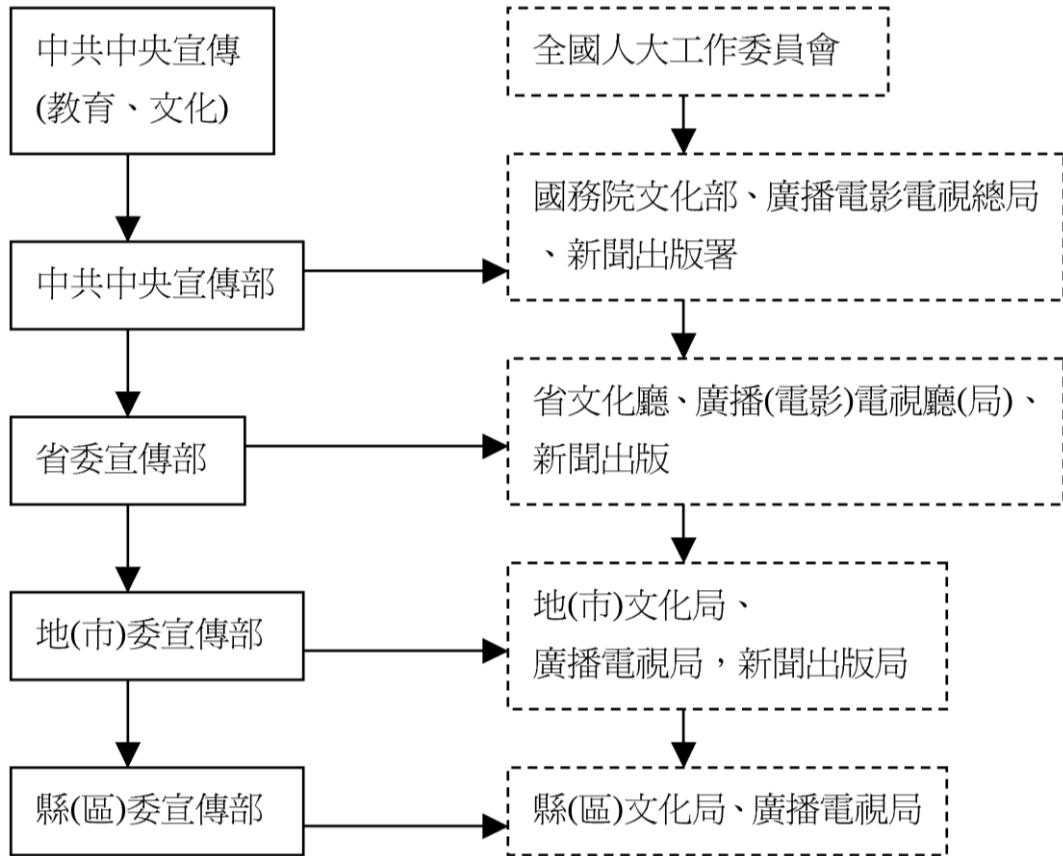 中共中央宣傳
(教育、文化)
全國人大工作委員會
國務院文化部、廣播電影電視總局
、新聞出版署
中共中央宣傳部
省文化廳、廣播(電影)電視廳(局)、
新聞出版
省委宣傳部
地(市)文化局、
廣播電視局，新聞出版局
地(市)委宣傳部
縣(區)委宣傳部
縣(區)文化局、廣播電視局